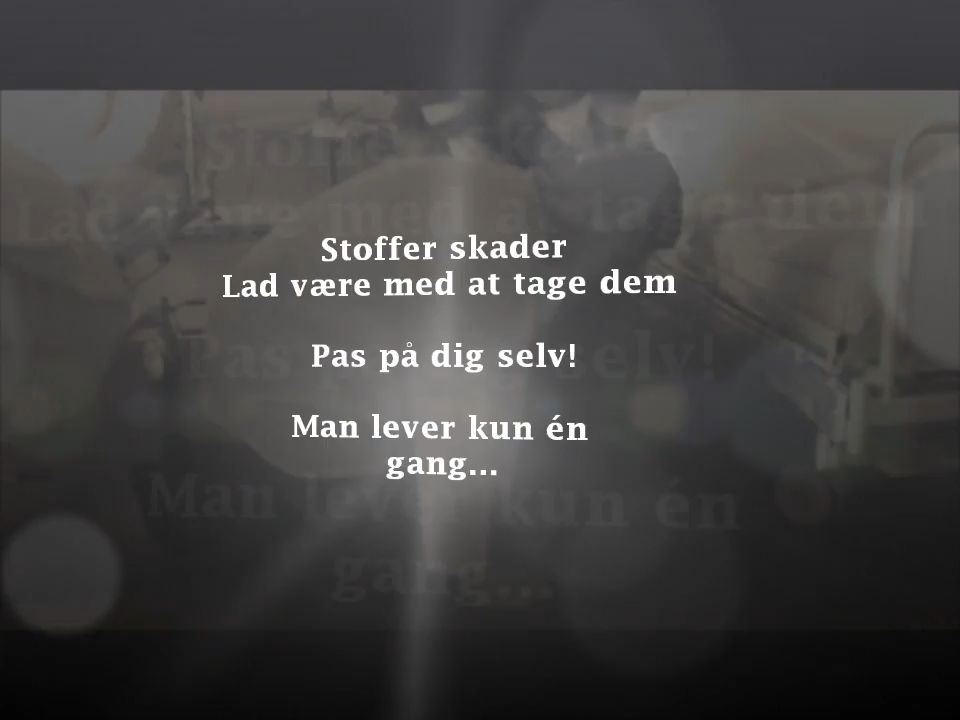 Stoffer skader
Lad være med at tage dem
Pas på dig selv!
Man lever kun én
gang...